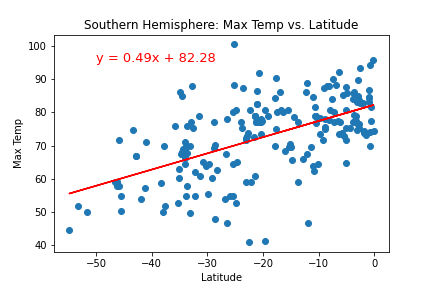 Southern Hemisphere: Max Temp vs. Latitude
100
y = 0.49x + 82.28
90
80
Max Temp
70
60
50
40
−50 −40 −30 −20 −10 0
Latitude